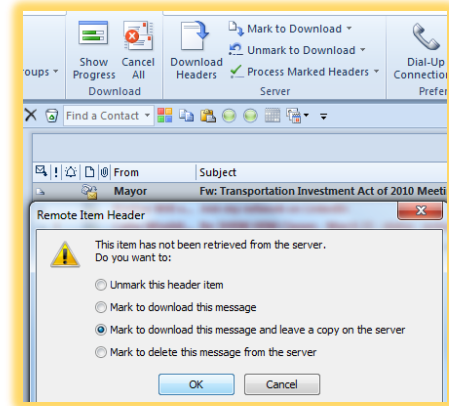 Mark to Download
Show Progress
Cancel All
Download Headers
Unmark to Download
Process Marked Headers
Dial-Up
oups
Connection
Download
Server
Prefer
Find a Contact
From
Subject
Mayor
Fw: Transportation Investment Act of 2010 Meeti
Remote Item Header
This item has not been retrieved from the server.
Do you want to:
Unmark this header item
Mark to download this message
Mark to download this message and leave a copy on the server
Mark to delete this message from the server
OK
Cancel